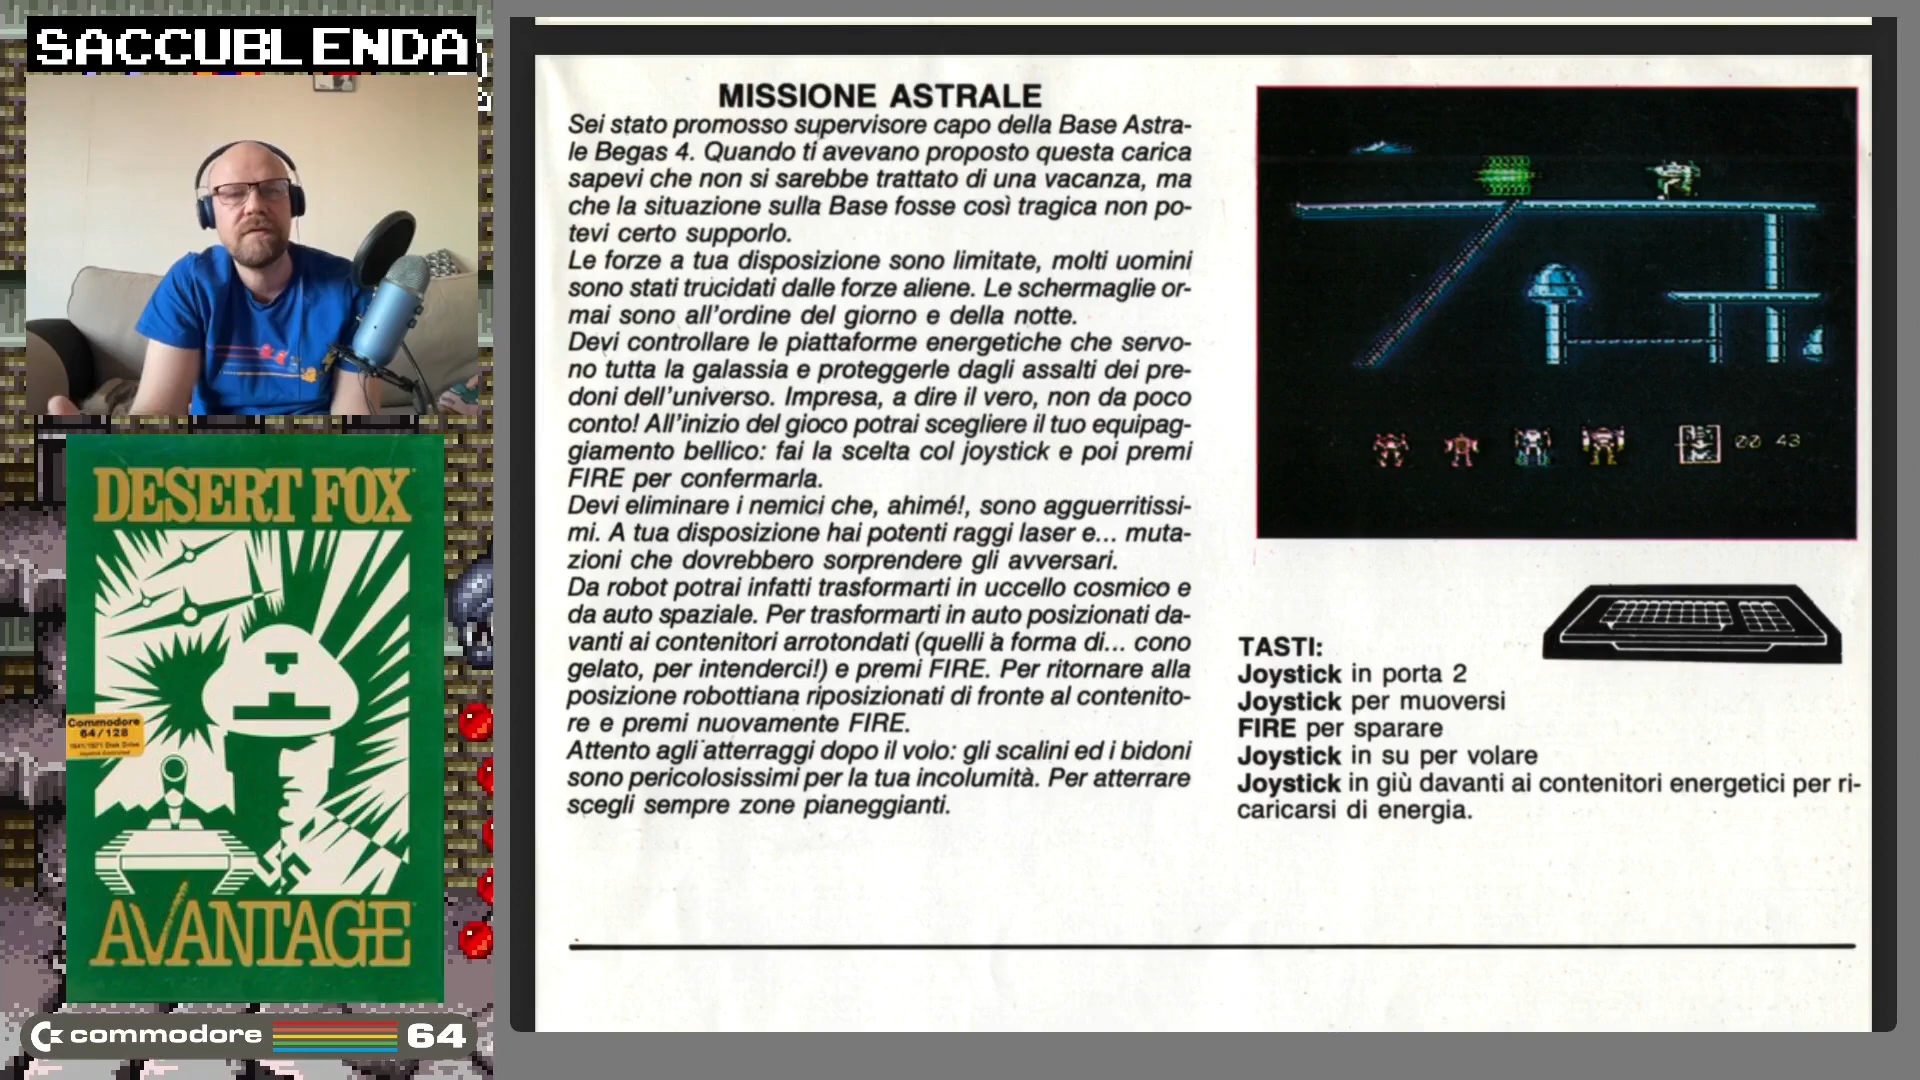 SACCUBLENDA
DESERT FOX
Commodore
64/128
1541/1571 Disk Drive
Joystick Controlled
AVANTAGE
commodore 64
MISSIONE ASTRALE
Sei stato promosso supervisore capo della Base Astra-
le Begas 4. Quando ti avevano proposto questa carica
sapevi che non si sarebbe trattato di una vacanza, ma
che la situazione sulla Base fosse così tragica non po-
tevi certo supporlo.
Le forze a tua disposizione sono limitate, molti uomini
sono stati trucidati dalle forze aliene. Le schermaglie or-
mai sono all'ordine del giorno e della notte.
Devi controllare le piattaforme energetiche che servo-
no tutta la galassia e proteggerle dagli assalti dei pre-
doni dell'universo. Impresa, a dire il vero, non da poco
conto! All'inizio del gioco potrai scegliere il tuo equipag-
giamento bellico: fai la scelta col joystick e poi premi
FIRE per confermarla.
Devi eliminare i nemici che, ahimé!, sono agguerritissi-
mi. A tua disposizione hai potenti raggi laser e... muta-
zioni che dovrebbero sorprendere gli avversari.
Da robot potrai infatti trasformarti in uccello cosmico e
da auto spaziale. Per trasformarti in auto posizionati da-
vanti ai contenitori arrotondati (quelli a forma di... cono
gelato, per intenderci!) e premi FIRE. Per ritornare alla
posizione robottiana riposizionati di fronte al contenito-
re e premi nuovamente FIRE.
Attento agli atterraggi dopo il volo: gli scalini ed i bidoni
sono pericolosissimi per la tua incolumità. Per atterrare
scegli sempre zone pianeggianti.
00 43
TASTI:
Joystick in porta 2
Joystick per muoversi
FIRE per sparare
Joystick in su per volare
Joystick in giù davanti ai contenitori energetici per ri-
caricarsi di energia.